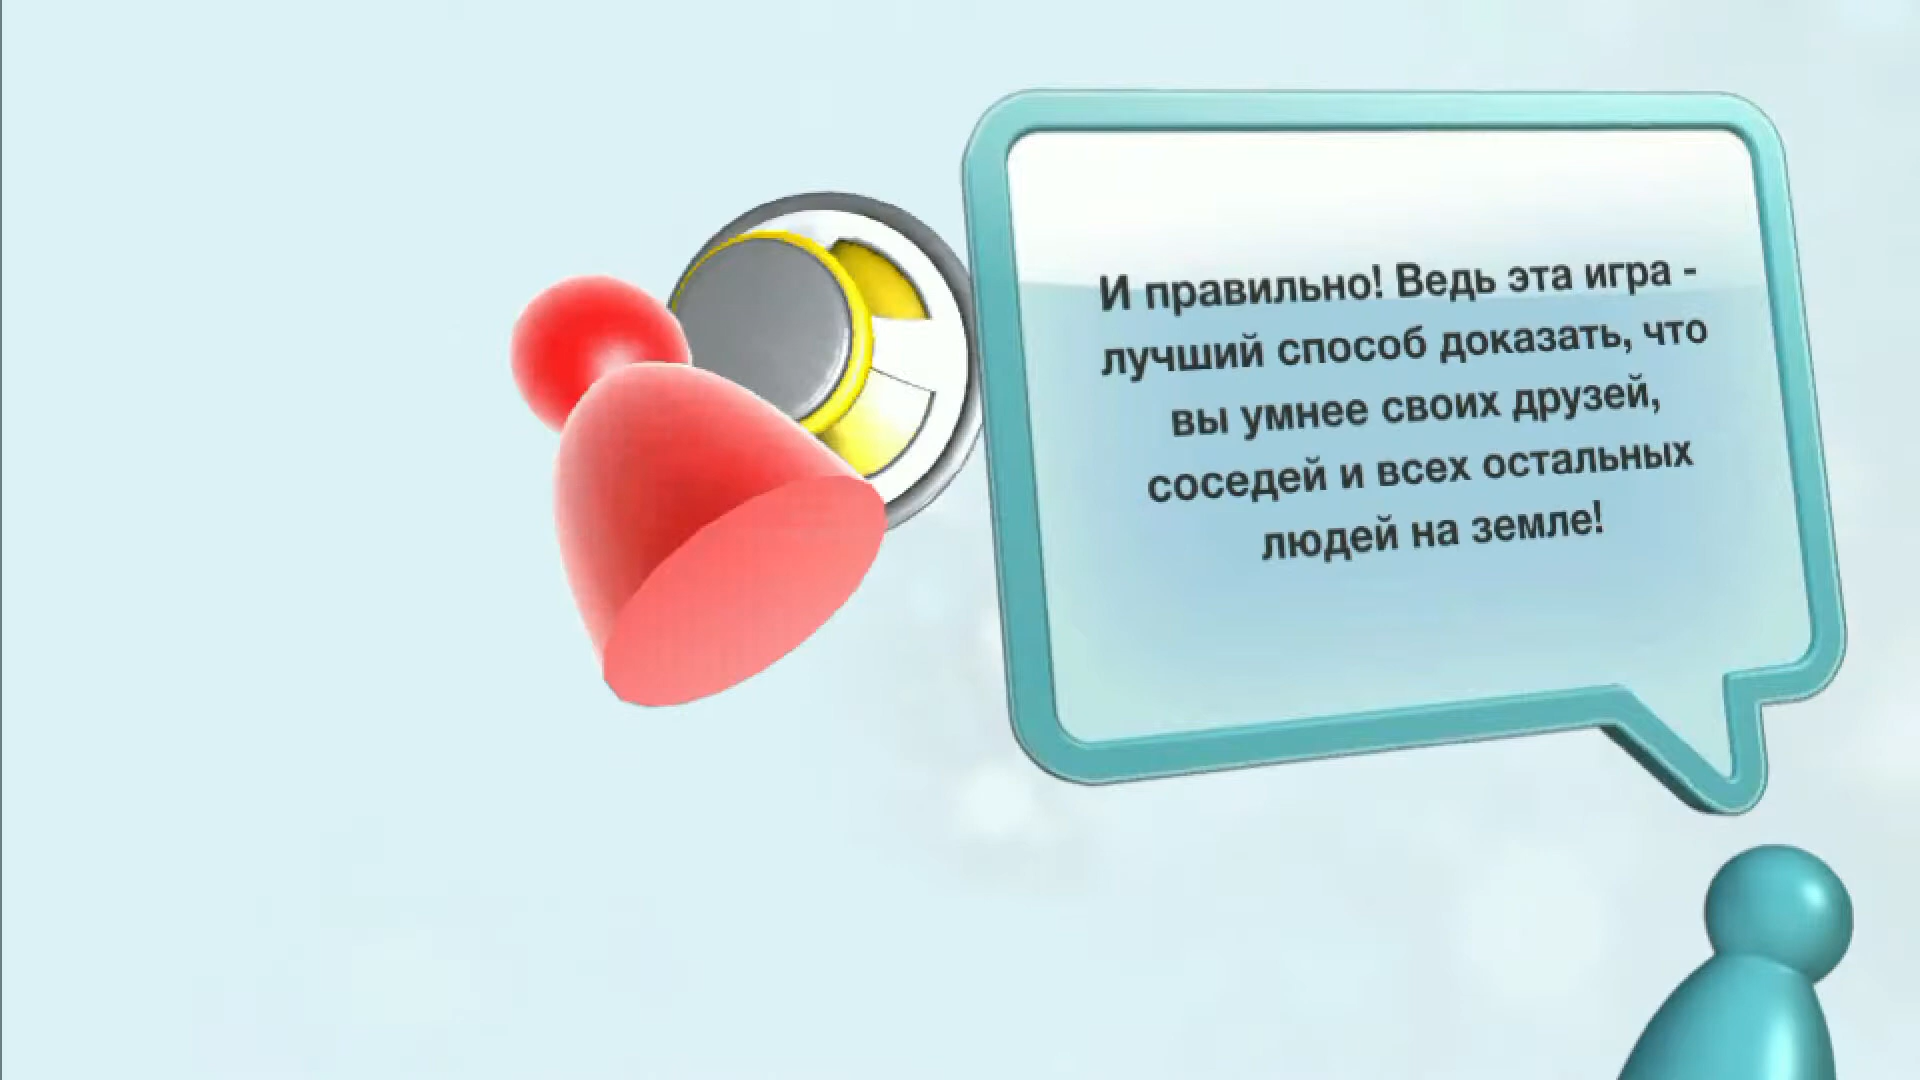 И правильно! Ведь эта игра -
лучший способ доказать, что
вы умнее своих друзей,
соседей и всех остальных
людей на земле!